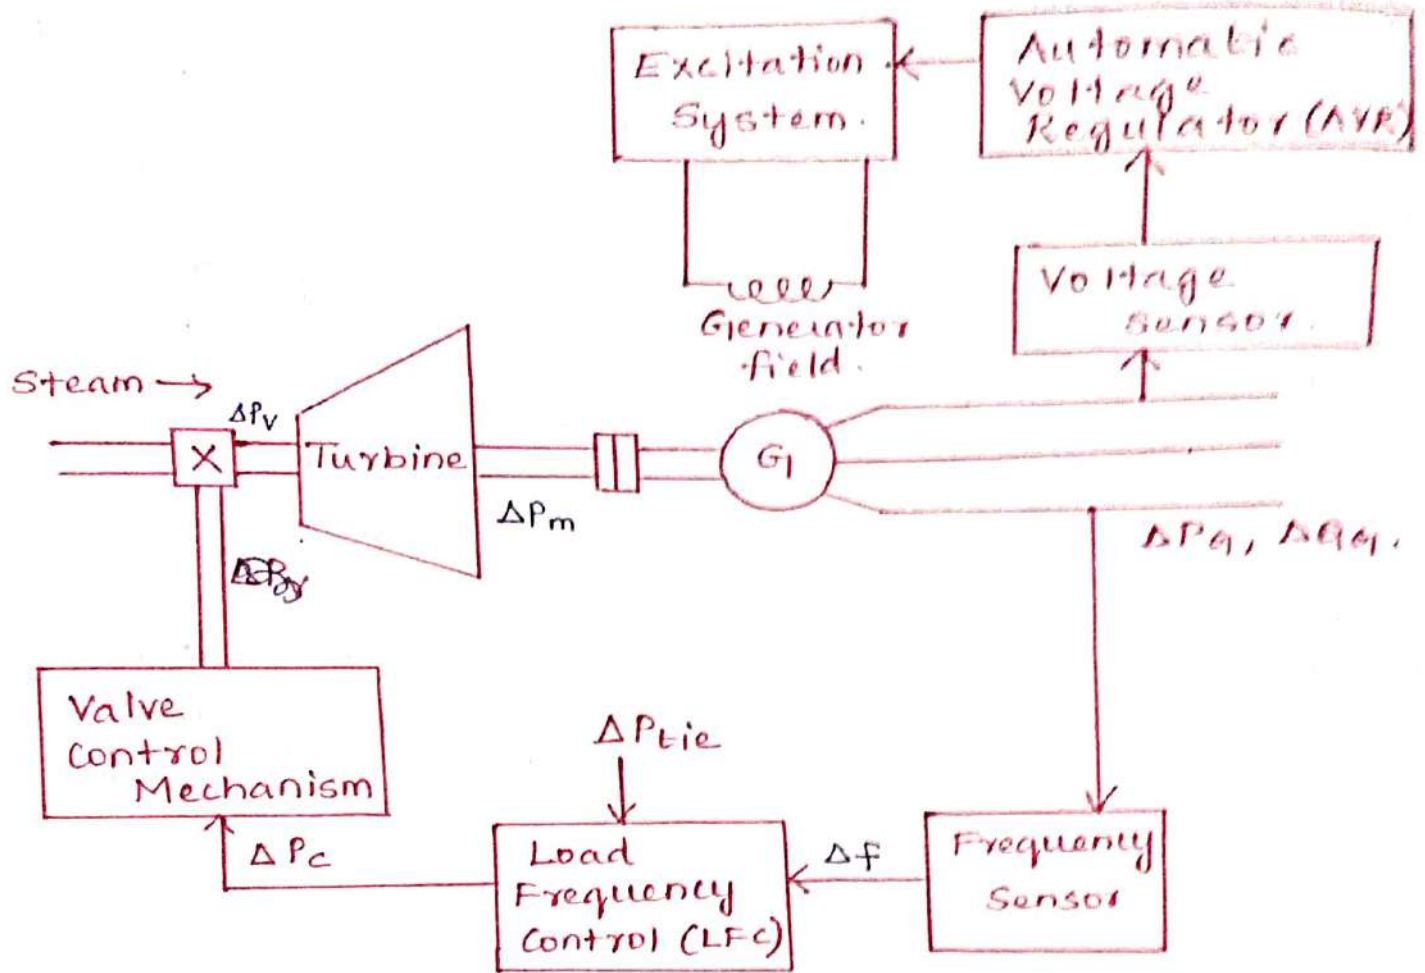 Excitation
System.
Automatic
Voltage
Regulator (AVR)
Voltage
sensor.
Generator
field.
Steam →
ΔPv
X
Turbine
ΔPm
G
ΔPG, ΔQG.
Valve
Control
Mechanism
ΔPtie
ΔPc
Load
Frequency
Control (LFC)
Δf
Frequency
Sensor